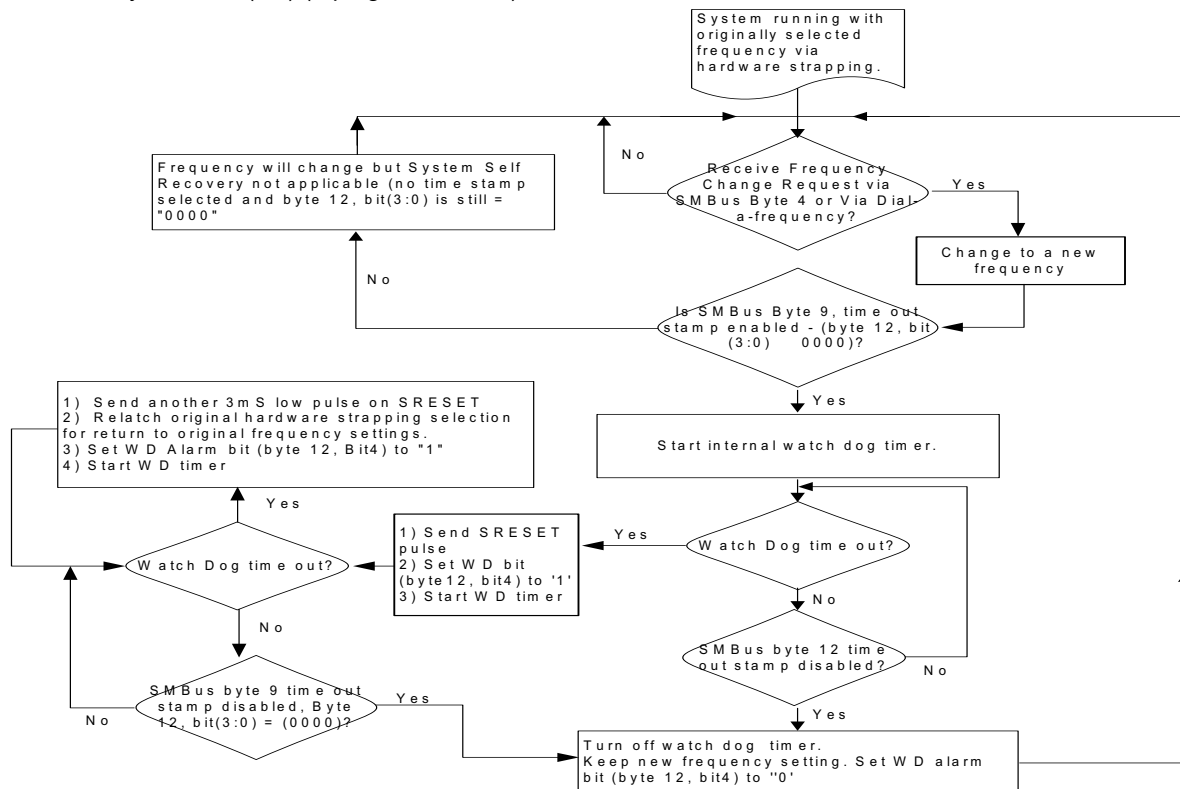 System running with
originally selected
frequency via
hardware strapping.
No
Receive Frequency
Change Request via
SMBus Byte 4 or Via Dial-
a-frequency?
Yes
Frequency will change but System Self
Recovery not applicable (no time stamp
selected and byte 12, bit(3:0) is still =
"0000"
Change to a new
frequency
No
Is SMBus Byte 9, time out
stamp enabled - (byte 12, bit
(3:0) 0000)?
Yes
1) Send another 3mS low pulse on SRESET
2) Relatch original hardware strapping selection
for return to original frequency settings.
3) Set WD Alarm bit (byte 12, Bit4) to "1"
4) Start WD timer
Start internal watch dog timer.
Yes
Watch Dog time out?
1) Send SRESET
pulse
2) Set WD bit
(byte12, bit4) to '1'
3) Start WD timer
Yes
Watch Dog time out?
No
No
SMBus byte 12 time
out stamp disabled?
No
SMBus byte 9 time out
stamp disabled, Byte
12, bit(3:0) = (0000)?
No
Yes
Yes
Turn off watch dog timer.
Keep new frequency setting. Set WD alarm
bit (byte 12, bit4) to ''0'